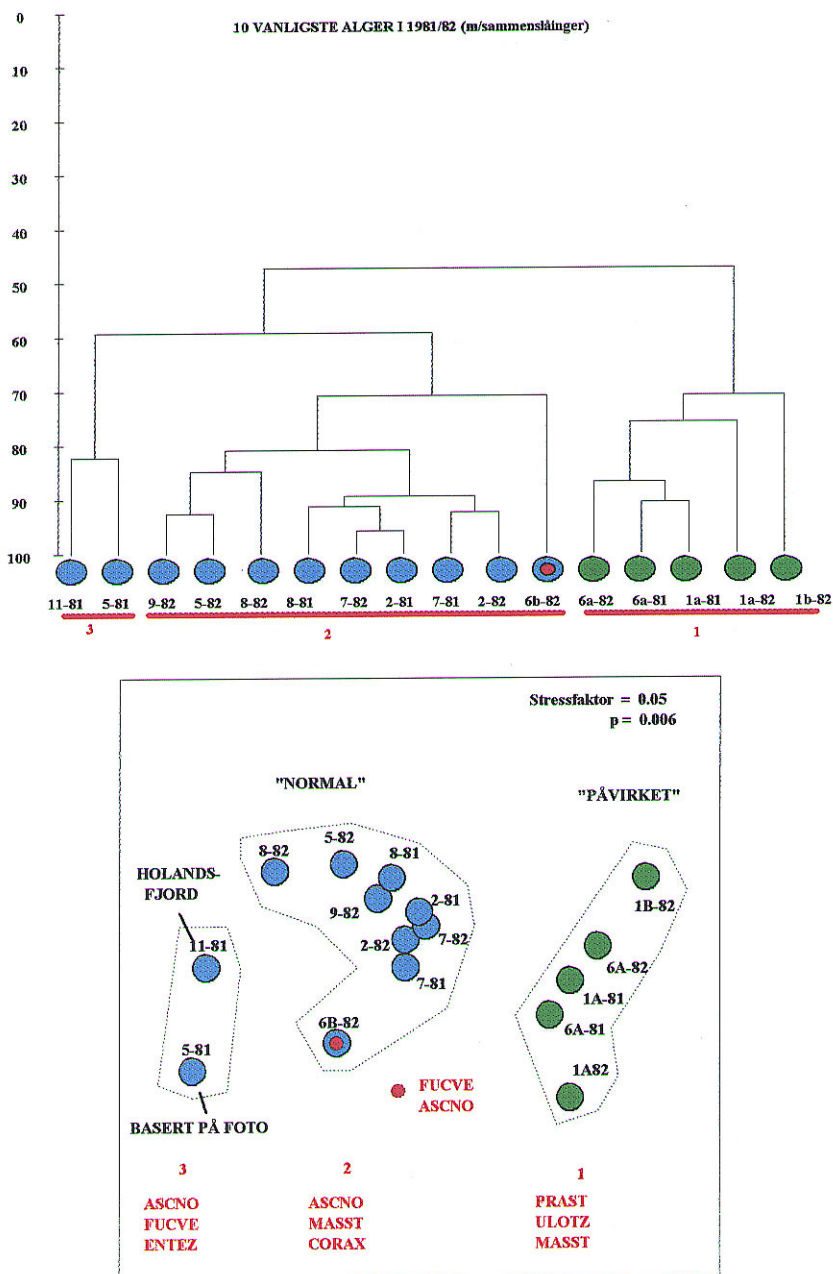 10 VANLIGSTE ALGER I 1981/82 (m/sammenslåinger)
0
10
20
30
40
50
60
70
80
90
100
11-81 5-81 9-82 5-82 8-82 8-81 7-82 2-81 7-81 2-82 6b-82 6a-82 6a-81 1a-81 1a-82 1b-82
3 2 1
Stressfaktor = 0.05
p = 0.006
"NORMAL"
"PÅVIRKET"
5-82
8-82
8-81
HOLANDS-
FJORD
9-82
2-81
1B-82
11-81
2-82
7-82
6A-82
7-81
1A-81
6B-82
6A-81
5-81
1A82
FUCVE
ASCNO
BASERT PÅ FOTO
3 2 1
ASCNO ASCNO PRAST
FUCVE MASST ULOTZ
ENTEZ CORAX MASST